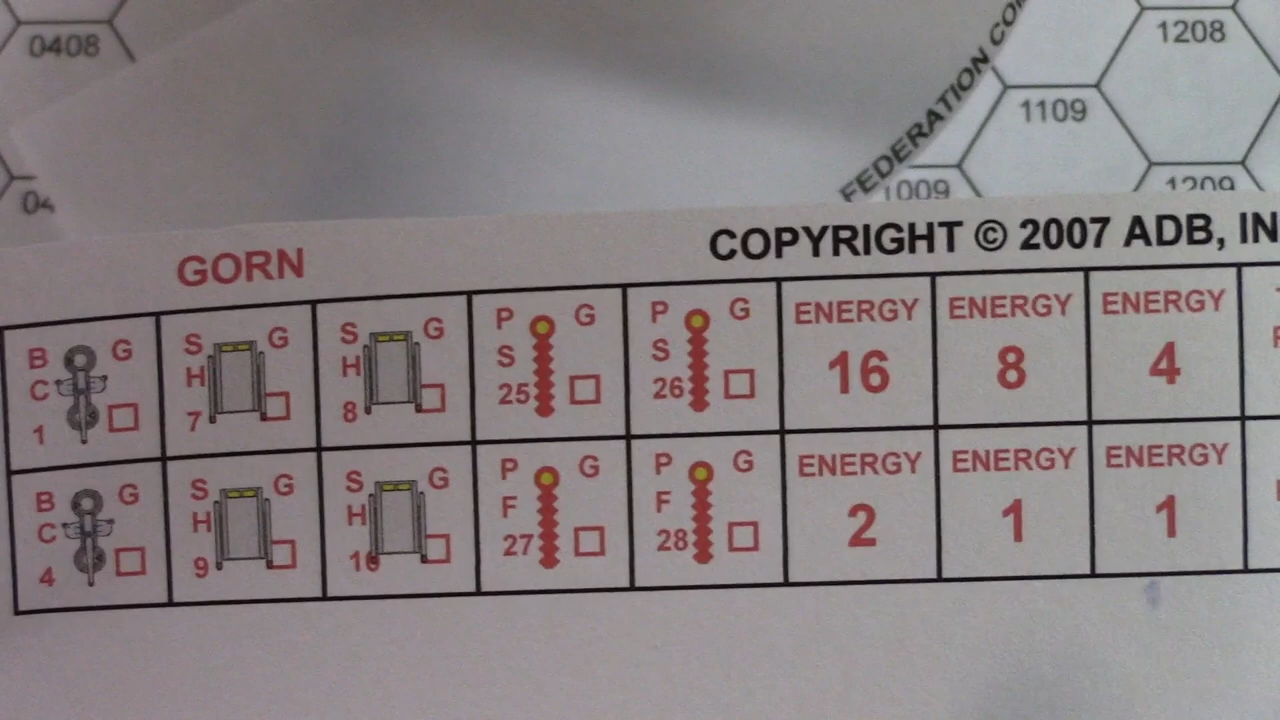 0408
04
FEDERATION CO
1208
1109
1009
1209
GORN
COPYRIGHT © 2007 ADB, IN
B G
C
1
S G
H
7
S G
H
8
P G
S
25
P G
S
26
ENERGY
16
ENERGY
8
ENERGY
4
B G
C
4
S G
H
9
S G
H
10
P G
F
27
P G
F
28
ENERGY
2
ENERGY
1
ENERGY
1